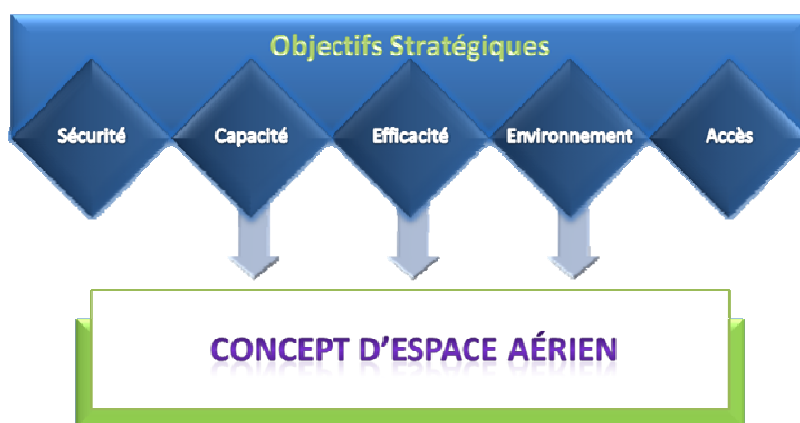 Objectifs Stratégiques
Sécurité
Capacité
Efficacité
Environnement
Accès
CONCEPT D'ESPACE AÉRIEN